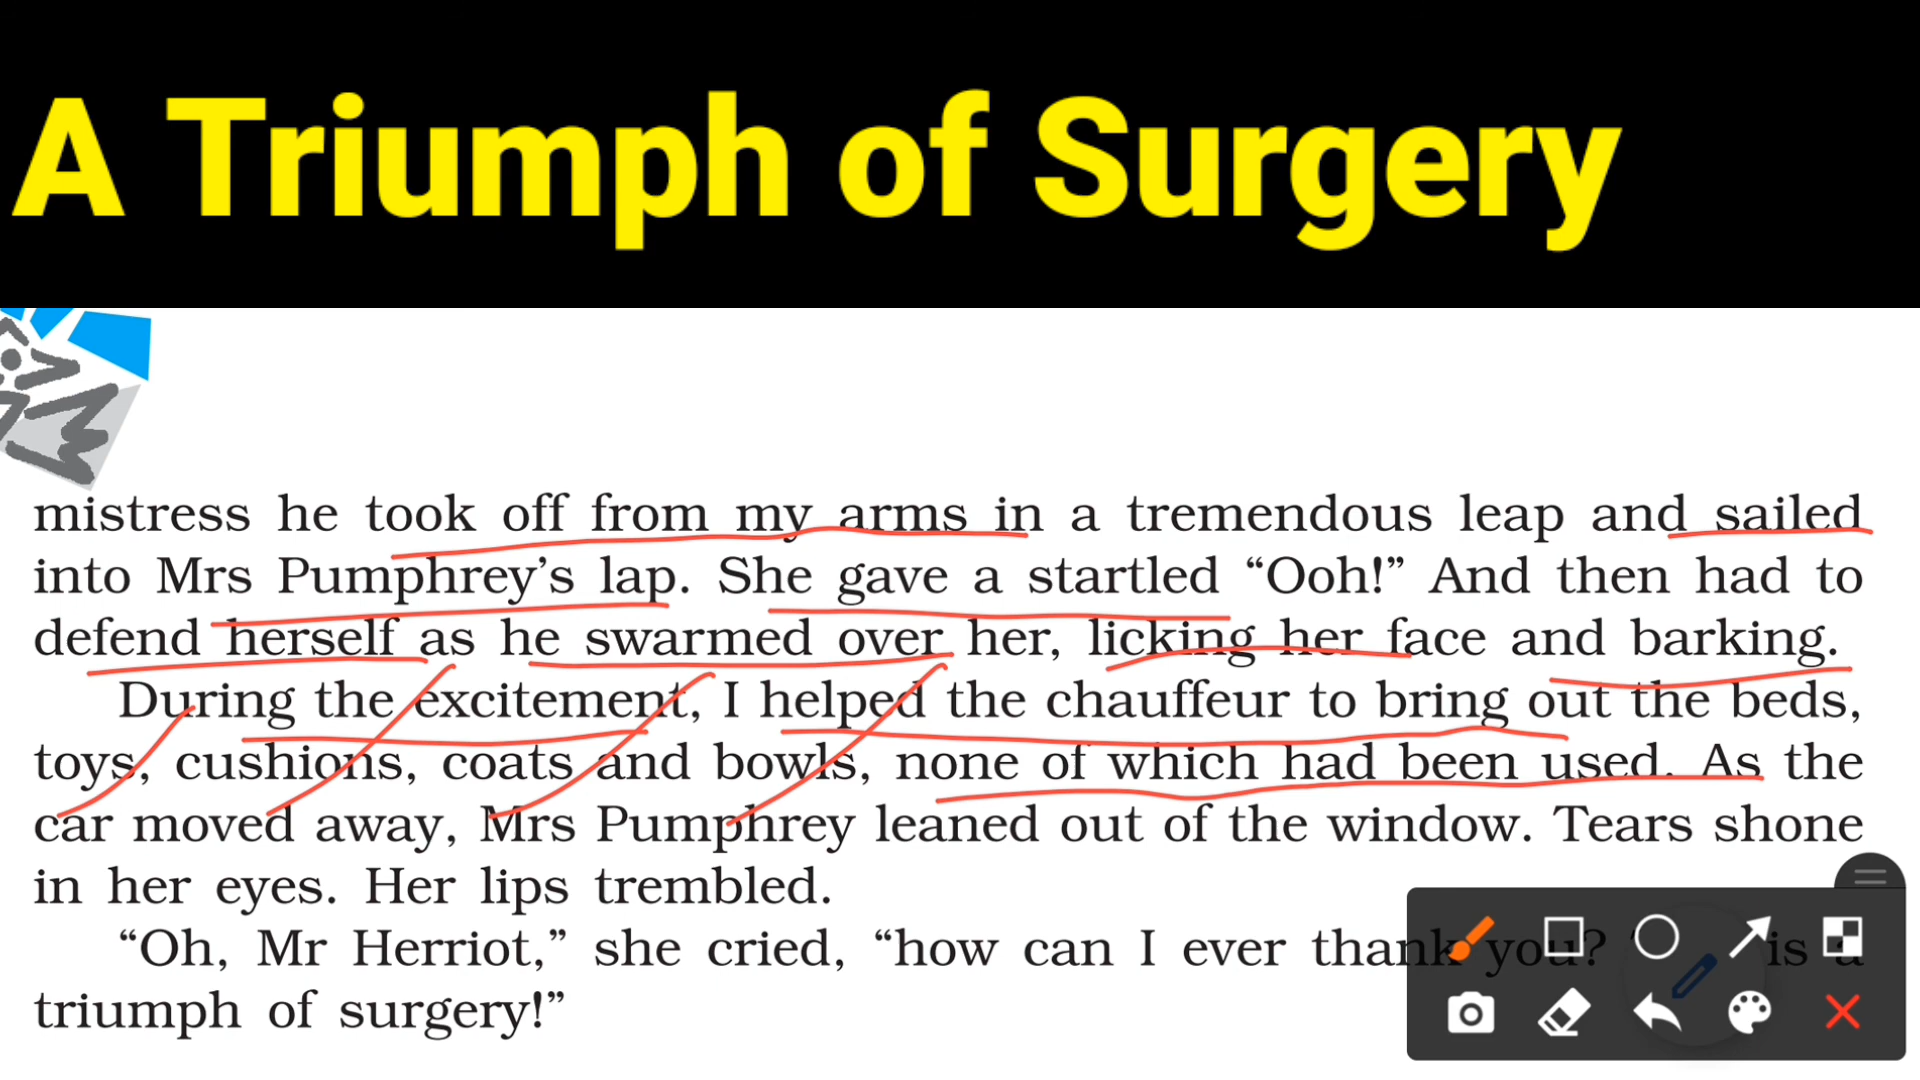 A Triumph of Surgery
mistress he took off from my arms in a tremendous leap and sailed
into Mrs Pumphrey’s lap. She gave a startled “Ooh!” And then had to
defend herself as he swarmed over her, licking her face and barking.
During the excitement, I helped the chauffeur to bring out the beds,
toys, cushions, coats and bowls, none of which had been used. As the
car moved away, Mrs Pumphrey leaned out of the window. Tears shone
in her eyes. Her lips trembled.
“Oh, Mr Herriot,” she cried, “how can I ever thank you? is a
triumph of surgery!”